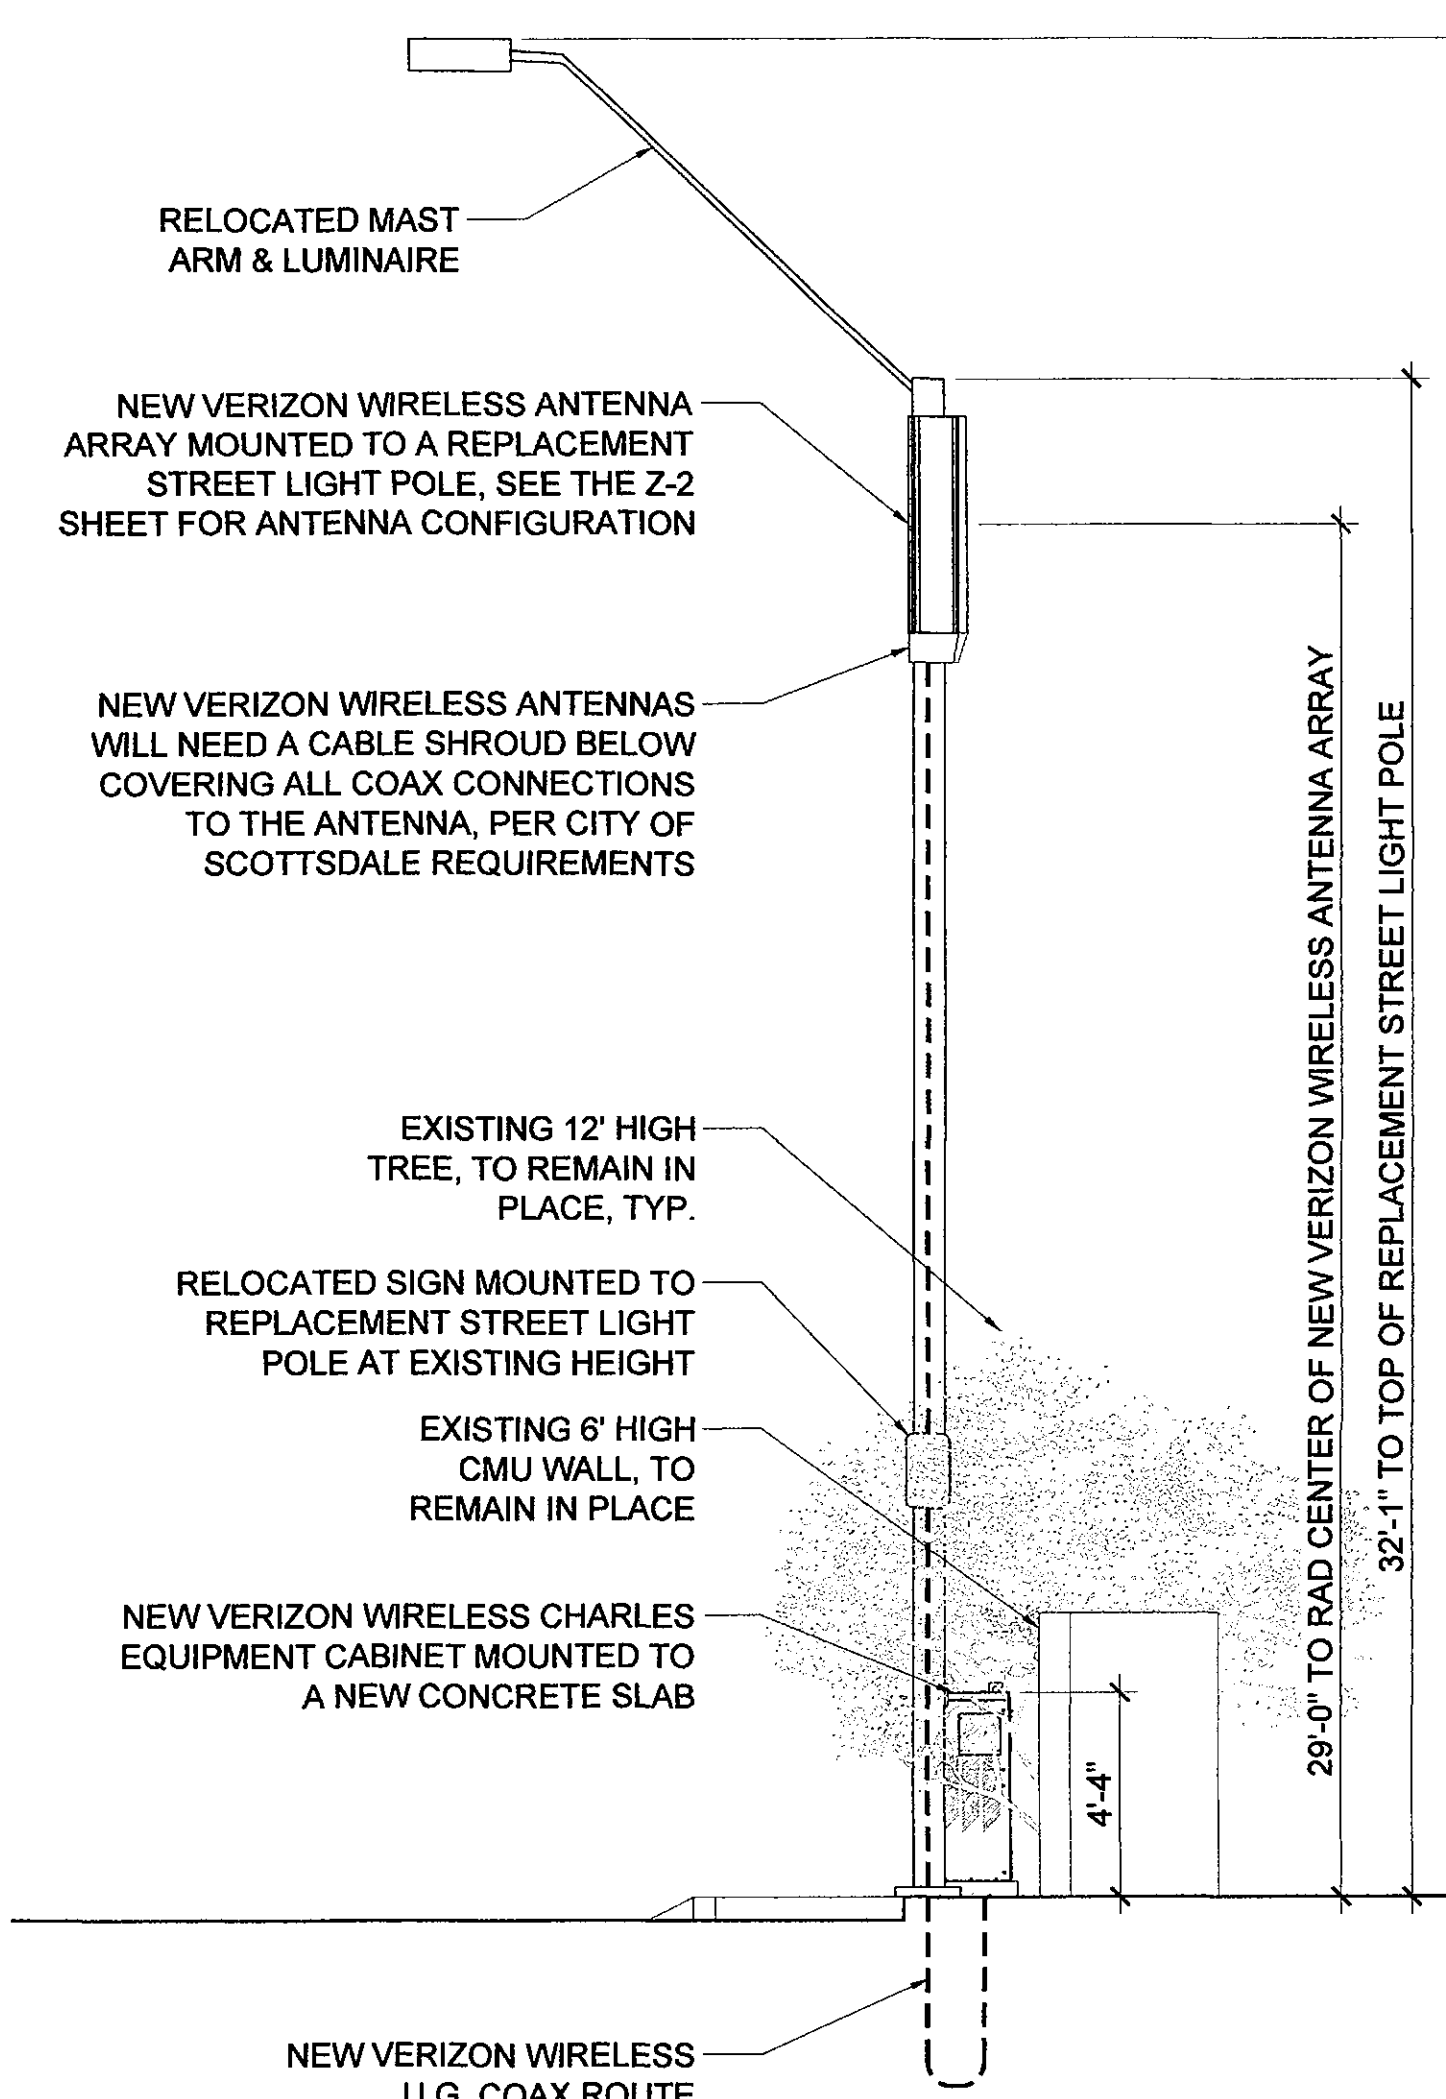 RELOCATED MAST
ARM & LUMINAIRE
NEW VERIZON WIRELESS ANTENNA
ARRAY MOUNTED TO A REPLACEMENT
STREET LIGHT POLE, SEE THE Z-2
SHEET FOR ANTENNA CONFIGURATION
NEW VERIZON WIRELESS ANTENNAS
WILL NEED A CABLE SHROUD BELOW
COVERING ALL COAX CONNECTIONS
TO THE ANTENNA, PER CITY OF
SCOTTSDALE REQUIREMENTS
EXISTING 12' HIGH
TREE, TO REMAIN IN
PLACE, TYP.
RELOCATED SIGN MOUNTED TO
REPLACEMENT STREET LIGHT
POLE AT EXISTING HEIGHT
EXISTING 6' HIGH
CMU WALL, TO
REMAIN IN PLACE
NEW VERIZON WIRELESS CHARLES
EQUIPMENT CABINET MOUNTED TO
A NEW CONCRETE SLAB
NEW VERIZON WIRELESS
U.G. COAX ROUTE
4'-4"
29'-0" TO RAD CENTER OF NEW VERIZON WIRELESS ANTENNA ARRAY
32'-1" TO TOP OF REPLACEMENT STREET LIGHT POLE